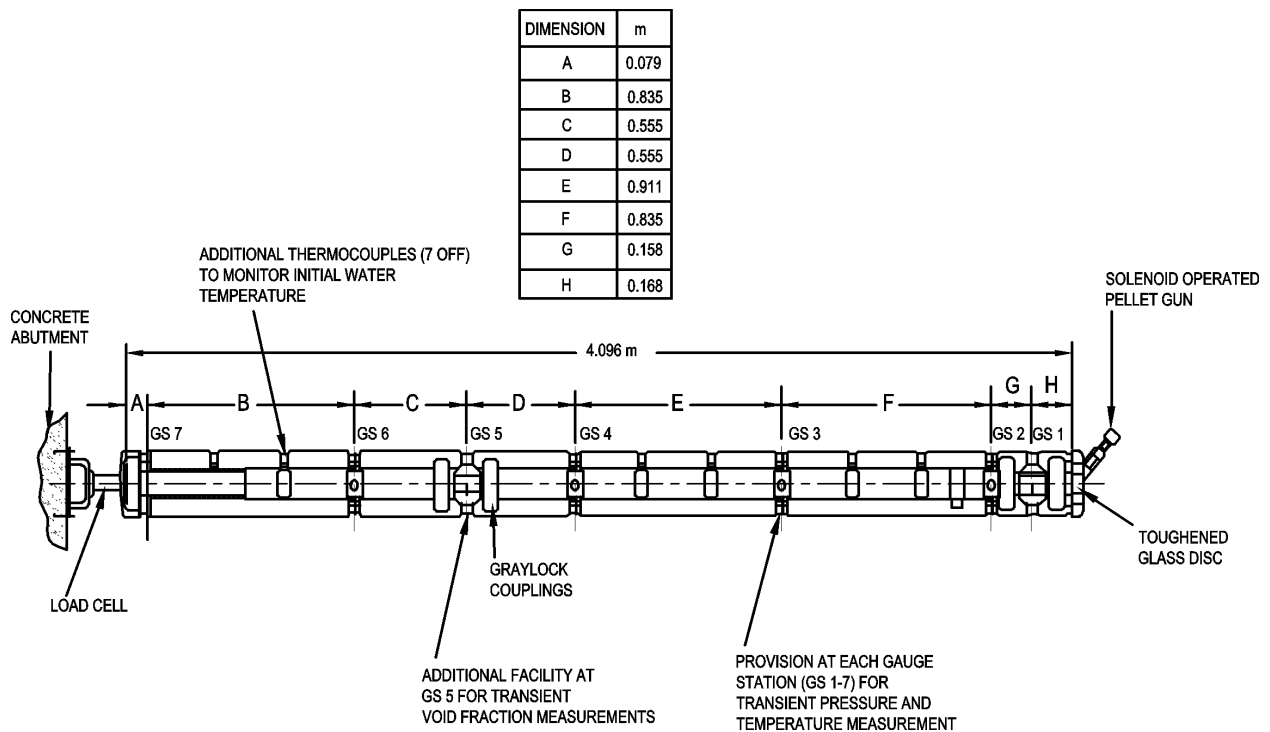 DIMENSION m
A 0.079
B 0.835
C 0.555
D 0.555
E 0.911
F 0.835
G 0.158
H 0.168
ADDITIONAL THERMOCOUPLES (7 OFF)
TO MONITOR INITIAL WATER
TEMPERATURE
SOLENOID OPERATED
PELLET GUN
CONCRETE
ABUTMENT
4.096 m
A B C D E F G H
GS 7 GS 6 GS 5 GS 4 GS 3 GS 2 GS 1
TOUGHENED
GLASS DISC
GRAYLOCK
COUPLINGS
LOAD CELL
ADDITIONAL FACILITY AT
GS 5 FOR TRANSIENT
VOID FRACTION MEASUREMENTS
PROVISION AT EACH GAUGE
STATION (GS 1-7) FOR
TRANSIENT PRESSURE AND
TEMPERATURE MEASUREMENT